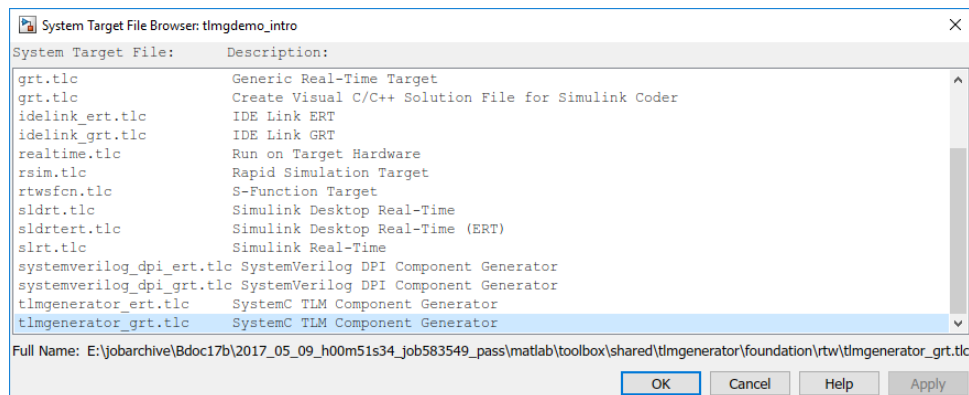 System Target File Browser: tlmgdemo_intro
System Target File: Description:
grt.tlc Generic Real-Time Target
grt.tlc Create Visual C/C++ Solution File for Simulink Coder
idelink_ert.tlc IDE Link ERT
idelink_grt.tlc IDE Link GRT
realtime.tlc Run on Target Hardware
rsim.tlc Rapid Simulation Target
rtwsfcn.tlc S-Function Target
sldrt.tlc Simulink Desktop Real-Time
sldrtert.tlc Simulink Desktop Real-Time (ERT)
slrt.tlc Simulink Real-Time
systemverilog_dpi_ert.tlc SystemVerilog DPI Component Generator
systemverilog_dpi_grt.tlc SystemVerilog DPI Component Generator
tlmgenerator_ert.tlc SystemC TLM Component Generator
tlmgenerator_grt.tlc SystemC TLM Component Generator
Full Name: E:\jobarchive\Bdoc17b\2017_05_09_h00m51s34_job583549_pass\matlab\toolbox\shared\tlmgenerator\foundation\rtw\tlmgenerator_grt.tlc
OK Cancel Help Apply